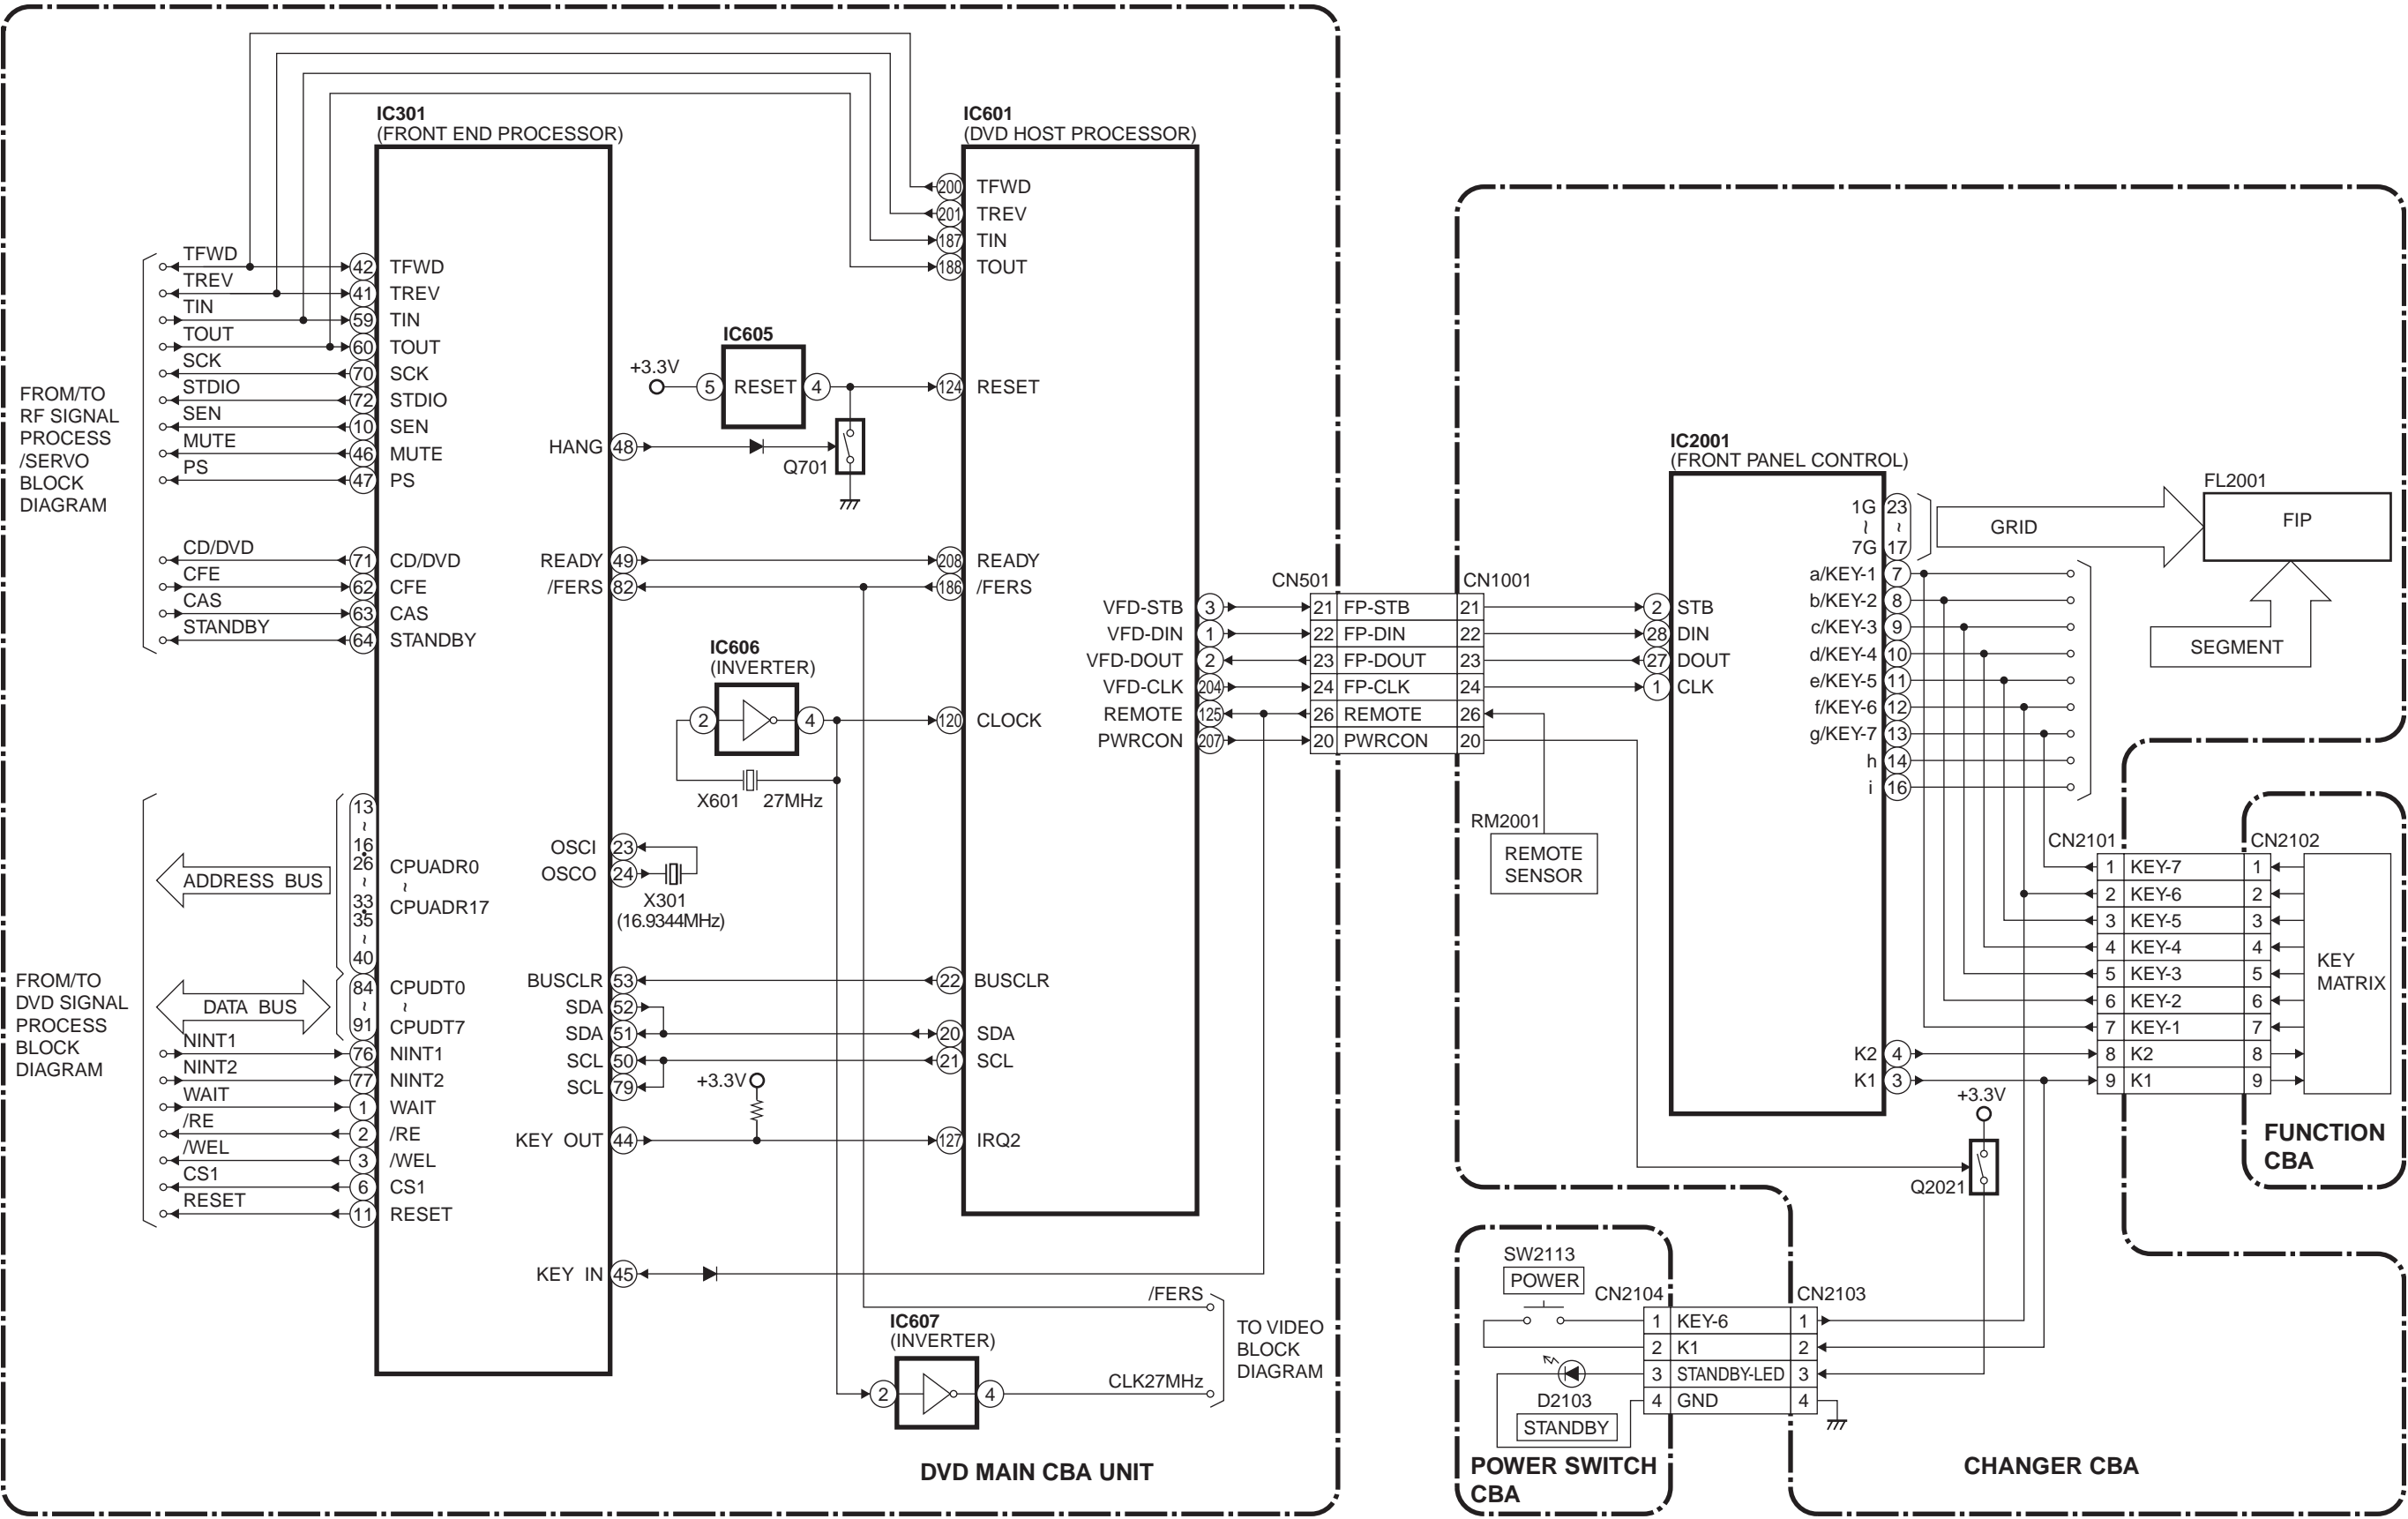 IC301
(FRONT END PROCESSOR)
IC601
(DVD HOST PROCESSOR)
FROM/TO
RF SIGNAL
PROCESS
/SERVO
BLOCK
DIAGRAM
TFWD
42 TFWD
TREV
41 TREV
TIN
59 TIN
TOUT
60 TOUT
SCK
70 SCK
STDIO
72 STDIO
SEN
10 SEN
MUTE
46 MUTE
PS
47 PS
CD/DVD
71 CD/DVD
CFE
62 CFE
CAS
63 CAS
STANDBY
64 STANDBY
FROM/TO
DVD SIGNAL
PROCESS
BLOCK
DIAGRAM
ADDRESS BUS
13
~
16
26 CPUADR0
~ ~
33 CPUADR17
35
~
40
DATA BUS
84 CPUDT0
~ ~
91 CPUDT7
NINT1
76 NINT1
NINT2
77 NINT2
WAIT
1 WAIT
/RE
2 /RE
/WEL
3 /WEL
CS1
6 CS1
RESET
11 RESET
HANG 48
READY 49
/FERS 82
OSCI 23
OSCO 24
X301
(16.9344MHz)
BUSCLR 53
SDA 52
SDA 51
SCL 50
SCL 79
KEY OUT 44
KEY IN 45
+3.3V
IC605
5 RESET 4
Q701
IC606
(INVERTER)
2 4
X601 27MHz
+3.3V
200 TFWD
201 TREV
187 TIN
188 TOUT
124 RESET
208 READY
186 /FERS
120 CLOCK
22 BUSCLR
20 SDA
21 SCL
127 IRQ2
VFD-STB 3
VFD-DIN 1
VFD-DOUT 2
VFD-CLK 204
REMOTE 125
PWRCON 207
IC607
(INVERTER)
2 4
/FERS
CLK27MHz
TO VIDEO
BLOCK
DIAGRAM
DVD MAIN CBA UNIT
CN501 CN1001
21 FP-STB 21
22 FP-DIN 22
23 FP-DOUT 23
24 FP-CLK 24
26 REMOTE 26
20 PWRCON 20
RM2001
REMOTE
SENSOR
IC2001
(FRONT PANEL CONTROL)
2 STB
28 DIN
27 DOUT
1 CLK
1G 23
~ ~
7G 17
a/KEY-1 7
b/KEY-2 8
c/KEY-3 9
d/KEY-4 10
e/KEY-5 11
f/KEY-6 12
g/KEY-7 13
h 14
i 16
K2 4
K1 3
GRID
FL2001
FIP
SEGMENT
CN2101 CN2102
1 KEY-7 1
2 KEY-6 2
3 KEY-5 3
4 KEY-4 4
5 KEY-3 5
6 KEY-2 6
7 KEY-1 7
8 K2 8
9 K1 9
KEY
MATRIX
FUNCTION
CBA
+3.3V
Q2021
SW2113
POWER
CN2104 CN2103
1 KEY-6 1
2 K1 2
3 STANDBY-LED 3
4 GND 4
D2103
STANDBY
POWER SWITCH
CBA
CHANGER CBA